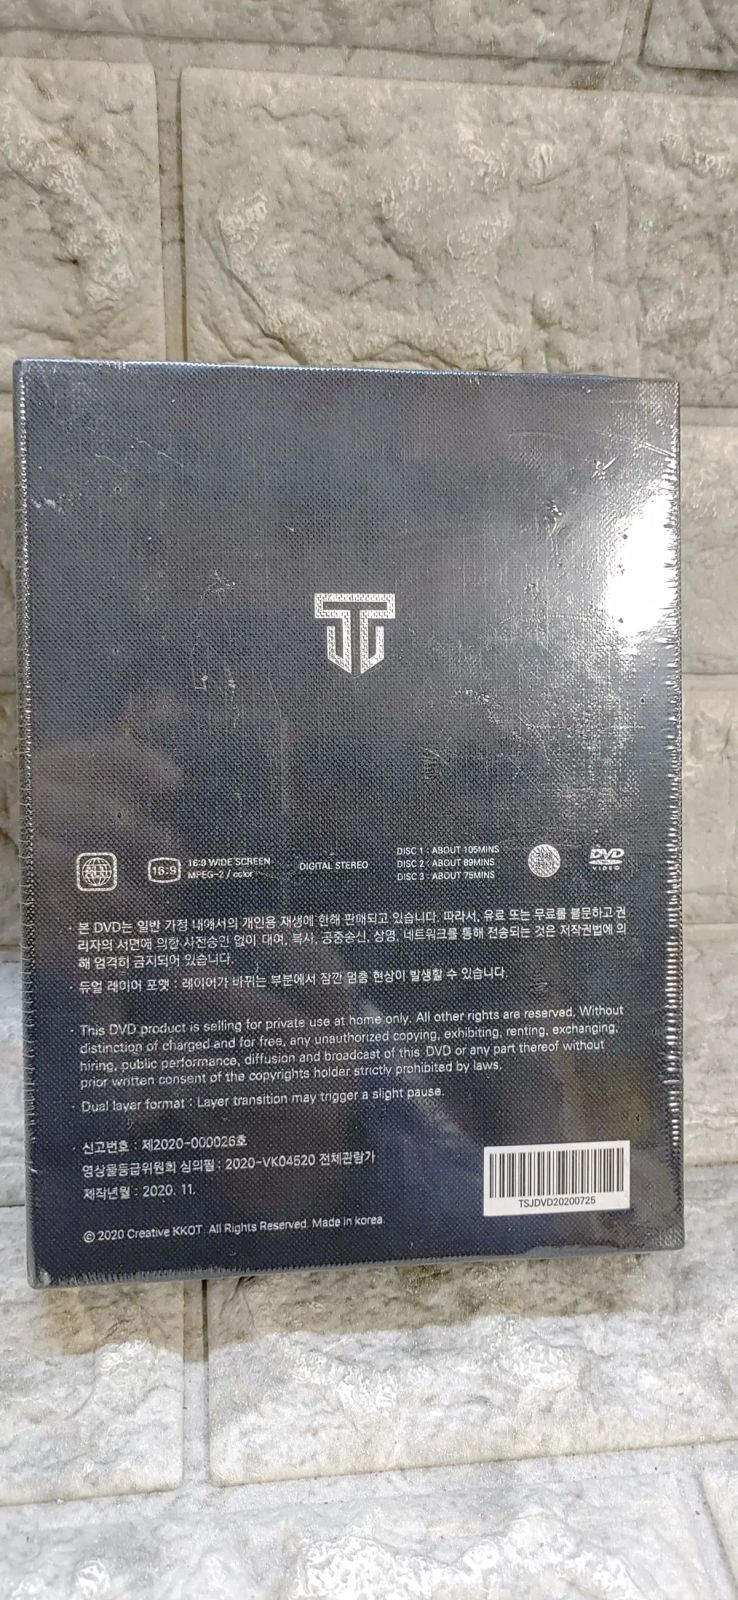 ALL
16:9
16:9 WIDE SCREEN
MPEG-2 / color
DIGITAL STEREO
DISC 1 : ABOUT 105MINS
DISC 2 : ABOUT 89MINS
DISC 3 : ABOUT 75MINS
DVD
VIDEO
· 본 DVD는 일반 가정 내에서의 개인용 재생에 한해 판매되고 있습니다. 따라서, 유료 또는 무료를 불문하고 권
리자의 서면에 의한 사전승인 없이 대여, 복사, 공중송신, 상영, 네트워크를 통해 전송되는 것은 저작권법에 의
해 엄격히 금지되어 있습니다.
· 듀얼 레이어 포맷 : 레이어가 바뀌는 부분에서 잠깐 멈춤 현상이 발생할 수 있습니다.
· This DVD product is selling for private use at home only. All other rights are reserved. Without
distinction of charged and for free, any unauthorized copying, exhibiting, renting, exchanging,
hiring, public performance, diffusion and broadcast of this DVD or any part thereof without
prior written consent of the copyrights holder strictly prohibited by laws.
· Dual layer format : Layer transition may trigger a slight pause.
· 신고번호 : 제2020-000026호
영상물등급위원회 심의필 : 2020-VK04520 전체관람가
제작년월 : 2020. 11.
© 2020 Creative KKOT. All Rights Reserved. Made in korea.
TSJDVD20200725